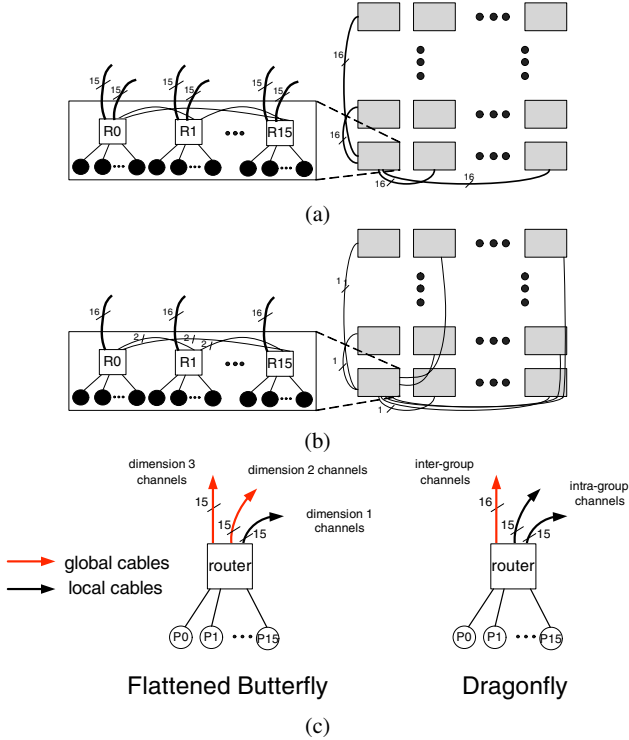 15
15
15
15
15
15
R0
R1
R15
16
16
16
16
(a)
16
16
16
2
2
2
R0
R1
R15
1
1
1
(b)
dimension 3
channels
dimension 2 channels
dimension 1
channels
15
15
15
router
P0
P1
P15
global cables
local cables
inter-group
channels
intra-group
channels
16
15
15
router
P0
P1
P15
Flattened Butterfly
Dragonfly
(c)